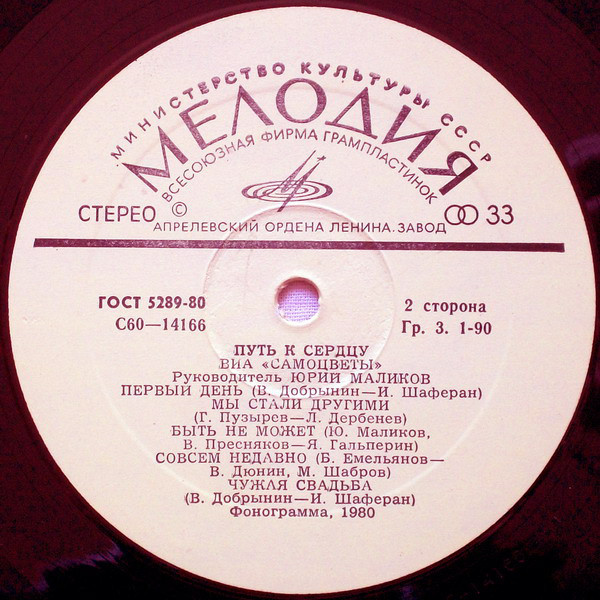 МИНИСТЕРСТВО КУЛЬТУРЫ СССР
МЕЛОДИЯ
ВСЕСОЮЗНАЯ ФИРМА ГРАМПЛАСТИНОК
СТЕРЕО ©
33
АПРЕЛЕВСКИЙ ОРДЕНА ЛЕНИНА.ЗАВОД
ГОСТ 5289-80
С60—14166
2 сторона
Гр. 3. 1-90
ПУТЬ К СЕРДЦУ
ВИА «САМОЦВЕТЫ»
Руководитель ЮРИЙ МАЛИКОВ
ПЕРВЫЙ ДЕНЬ (В. Добрынин—И. Шаферан)
МЫ СТАЛИ ДРУГИМИ
(Г. Пузырев—Л. Дербенев)
БЫТЬ НЕ МОЖЕТ (Ю. Маликов,
В. Пресняков—Я. Гальперин)
СОВСЕМ НЕДАВНО (Б. Емельянов—
В. Дюнин, М. Шабров)
ЧУЖАЯ СВАДЬБА
(В. Добрынин—И. Шаферан)
Фонограмма, 1980